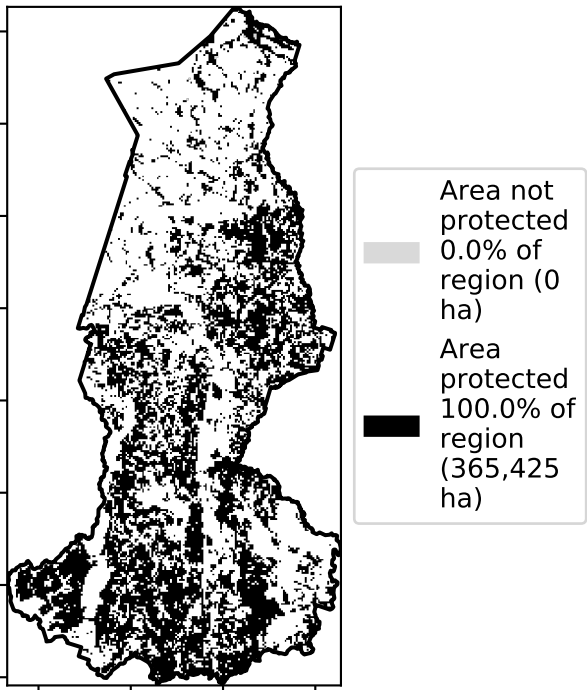 Area not
protected
0.0% of
region (0
ha)
Area
protected
100.0% of
region
(365,425
ha)